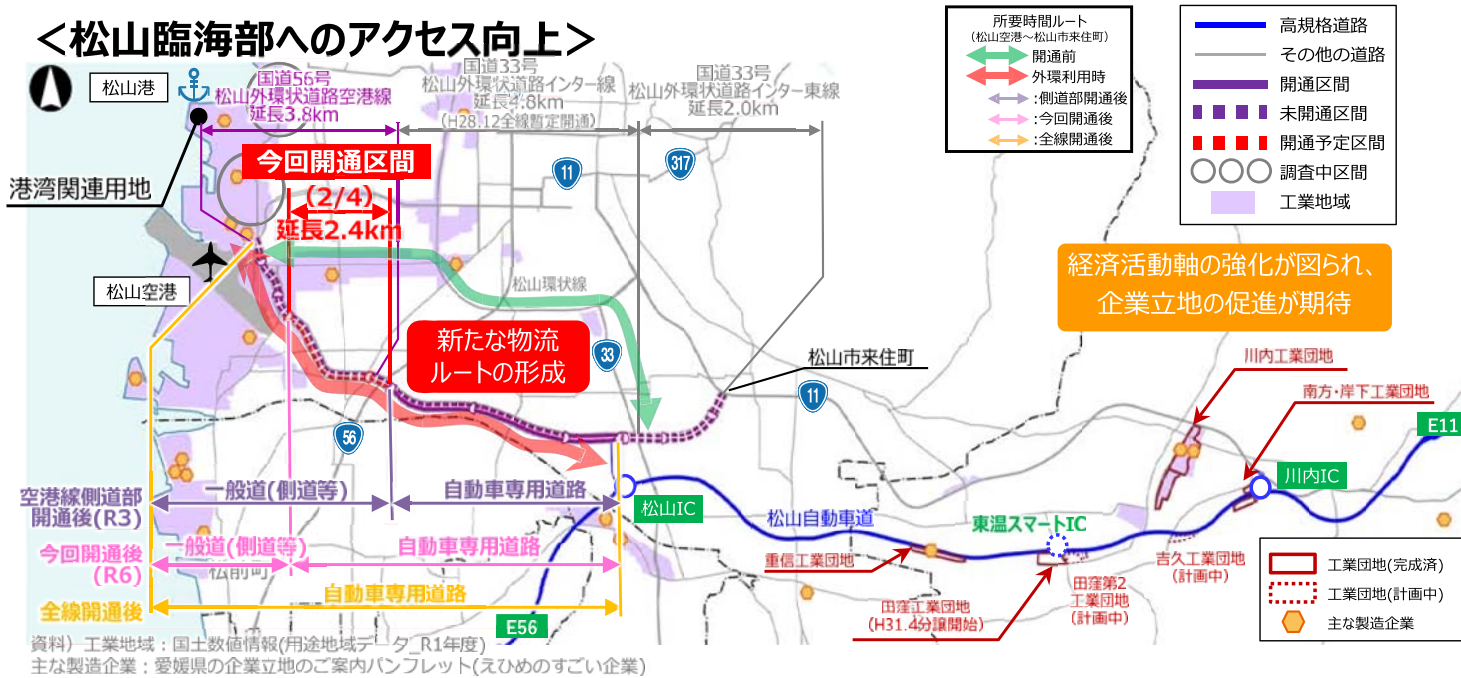 ＜松山臨海部へのアクセス向上＞
所要時間ルート
（松山空港～松山市来住町）
開通前
外環利用時
：側道部開通後
：今回開通後
：全線開通後
高規格道路
その他の道路
開通区間
未開通区間
開通予定区間
調査中区間
工業地域
松山港
国道56号
松山外環状道路空港線
延長3.8km
国道33号
松山外環状道路インター線
延長4.8km
（H28.12全線暫定開通）
国道33号
松山外環状道路インター東線
延長2.0km
今回開通区間
(2/4)
延長2.4km
11
317
港湾関連用地
松山空港
松山環状線
経済活動軸の強化が図られ、
企業立地の促進が期待
新たな物流
ルートの形成
33
松山市来住町
11
56
川内工業団地
南方・岸下工業団地
E11
川内IC
空港線側道部
開通後(R3)
一般道(側道等)
自動車専用道路
松山IC
松山自動車道
東温スマートIC
今回開通後
(R6)
一般道(側道等)
自動車専用道路
松前町
重信工業団地
吉久工業団地
(計画中)
全線開通後
自動車専用道路
田窪工業団地
(H31.4分譲開始)
田窪第2
工業団地
(計画中)
E56
工業団地(完成済)
工業団地(計画中)
主な製造企業
資料）工業地域：国土数値情報(用途地域データ_R1年度)
主な製造企業：愛媛県の企業立地のご案内パンフレット(えひめのすごい企業)